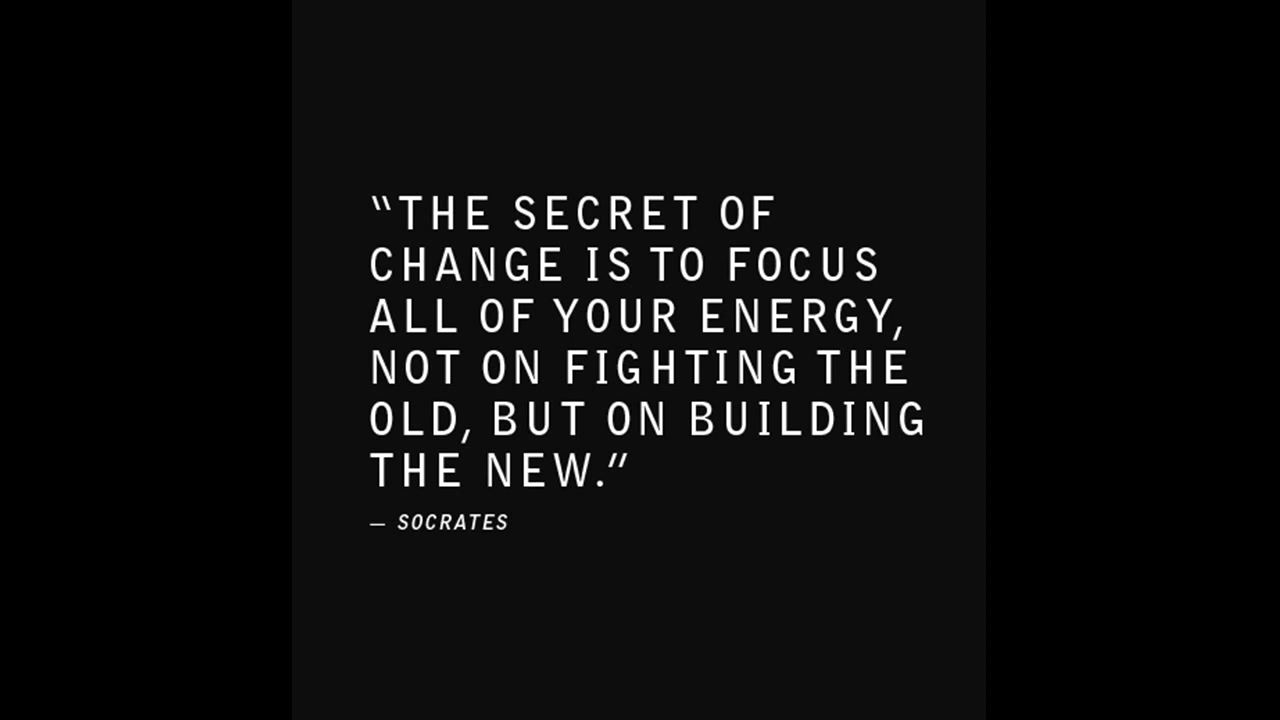 “THE SECRET OF
CHANGE IS TO FOCUS
ALL OF YOUR ENERGY,
NOT ON FIGHTING THE
OLD, BUT ON BUILDING
THE NEW.”
— SOCRATES